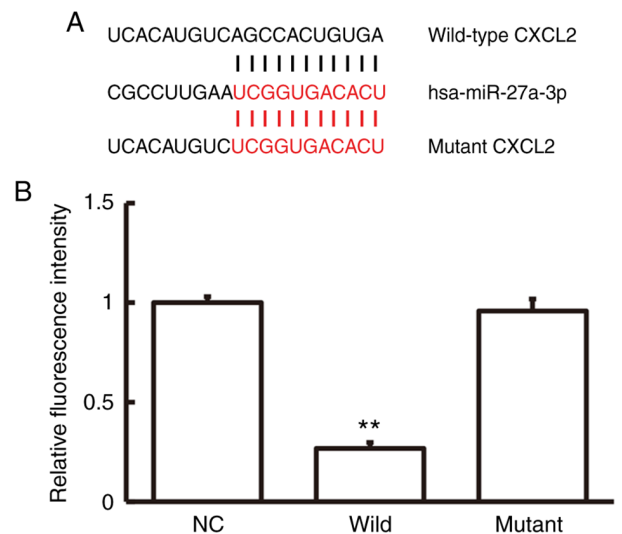 A
UCACAUGUCAGCCACUGUGA Wild-type CXCL2
CGCCUUGAAUCGGUGACACU hsa-miR-27a-3p
UCACAUGUCUCGGUGACACU Mutant CXCL2
B
Relative fluorescence intensity
1.5
1
0.5
0
**
NC Wild Mutant